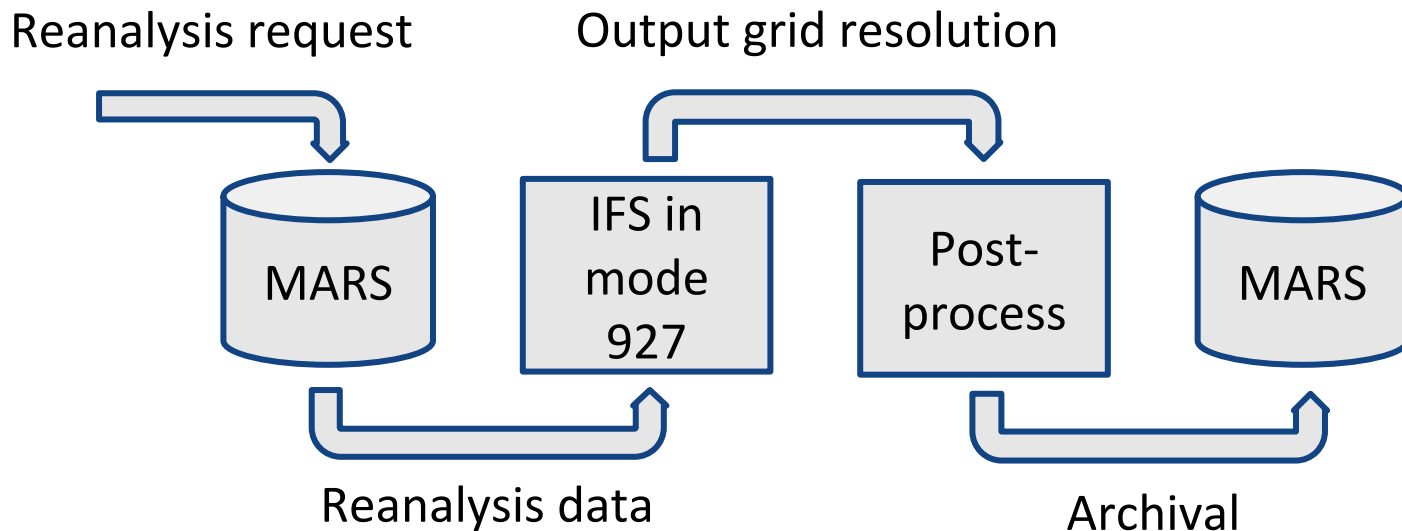 Reanalysis request
Output grid resolution
MARS
IFS in
mode
927
Post-
process
MARS
Reanalysis data
Archival